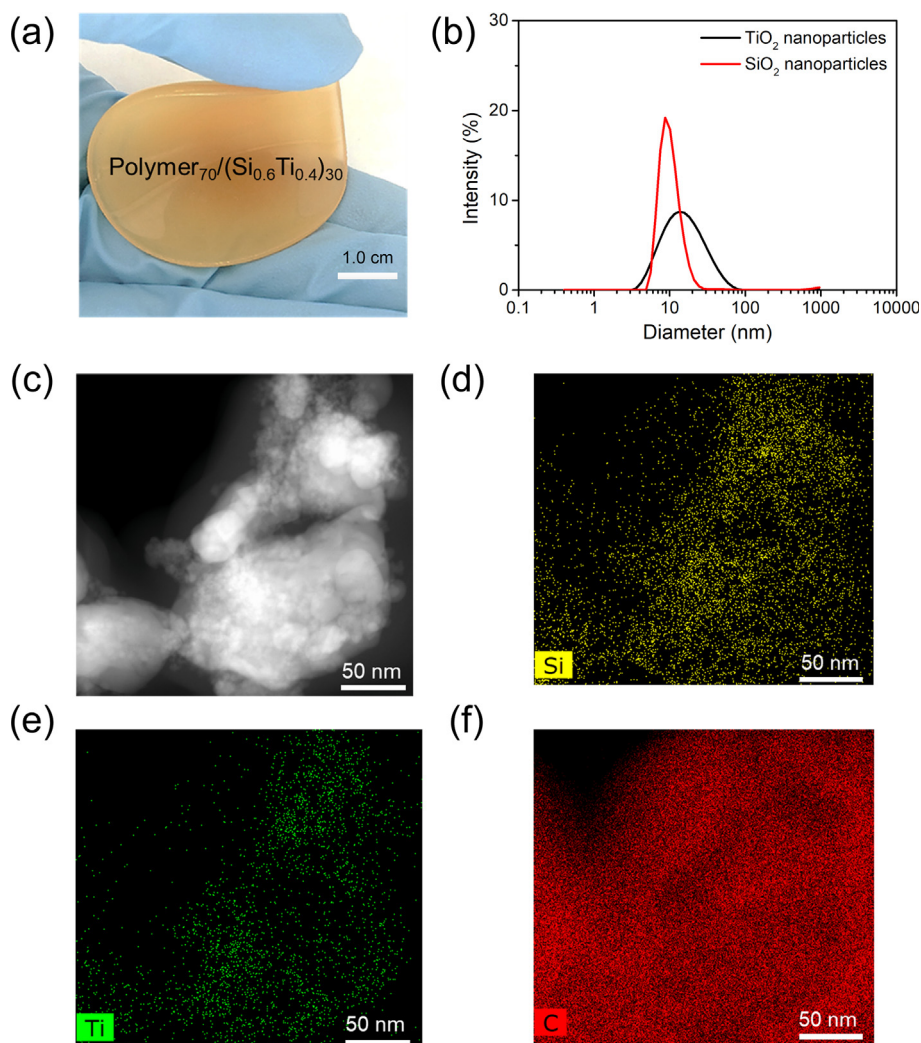 (a)
Polymer₇₀/(Si₀.₆Ti₀.₄)₃₀
1.0 cm
(b)
TiO₂ nanoparticles
SiO₂ nanoparticles
Intensity (%)
30
20
10
0
0.1 1 10 100 1000 10000
Diameter (nm)
(c)
50 nm
(d)
Si
50 nm
(e)
Ti
50 nm
(f)
C
50 nm